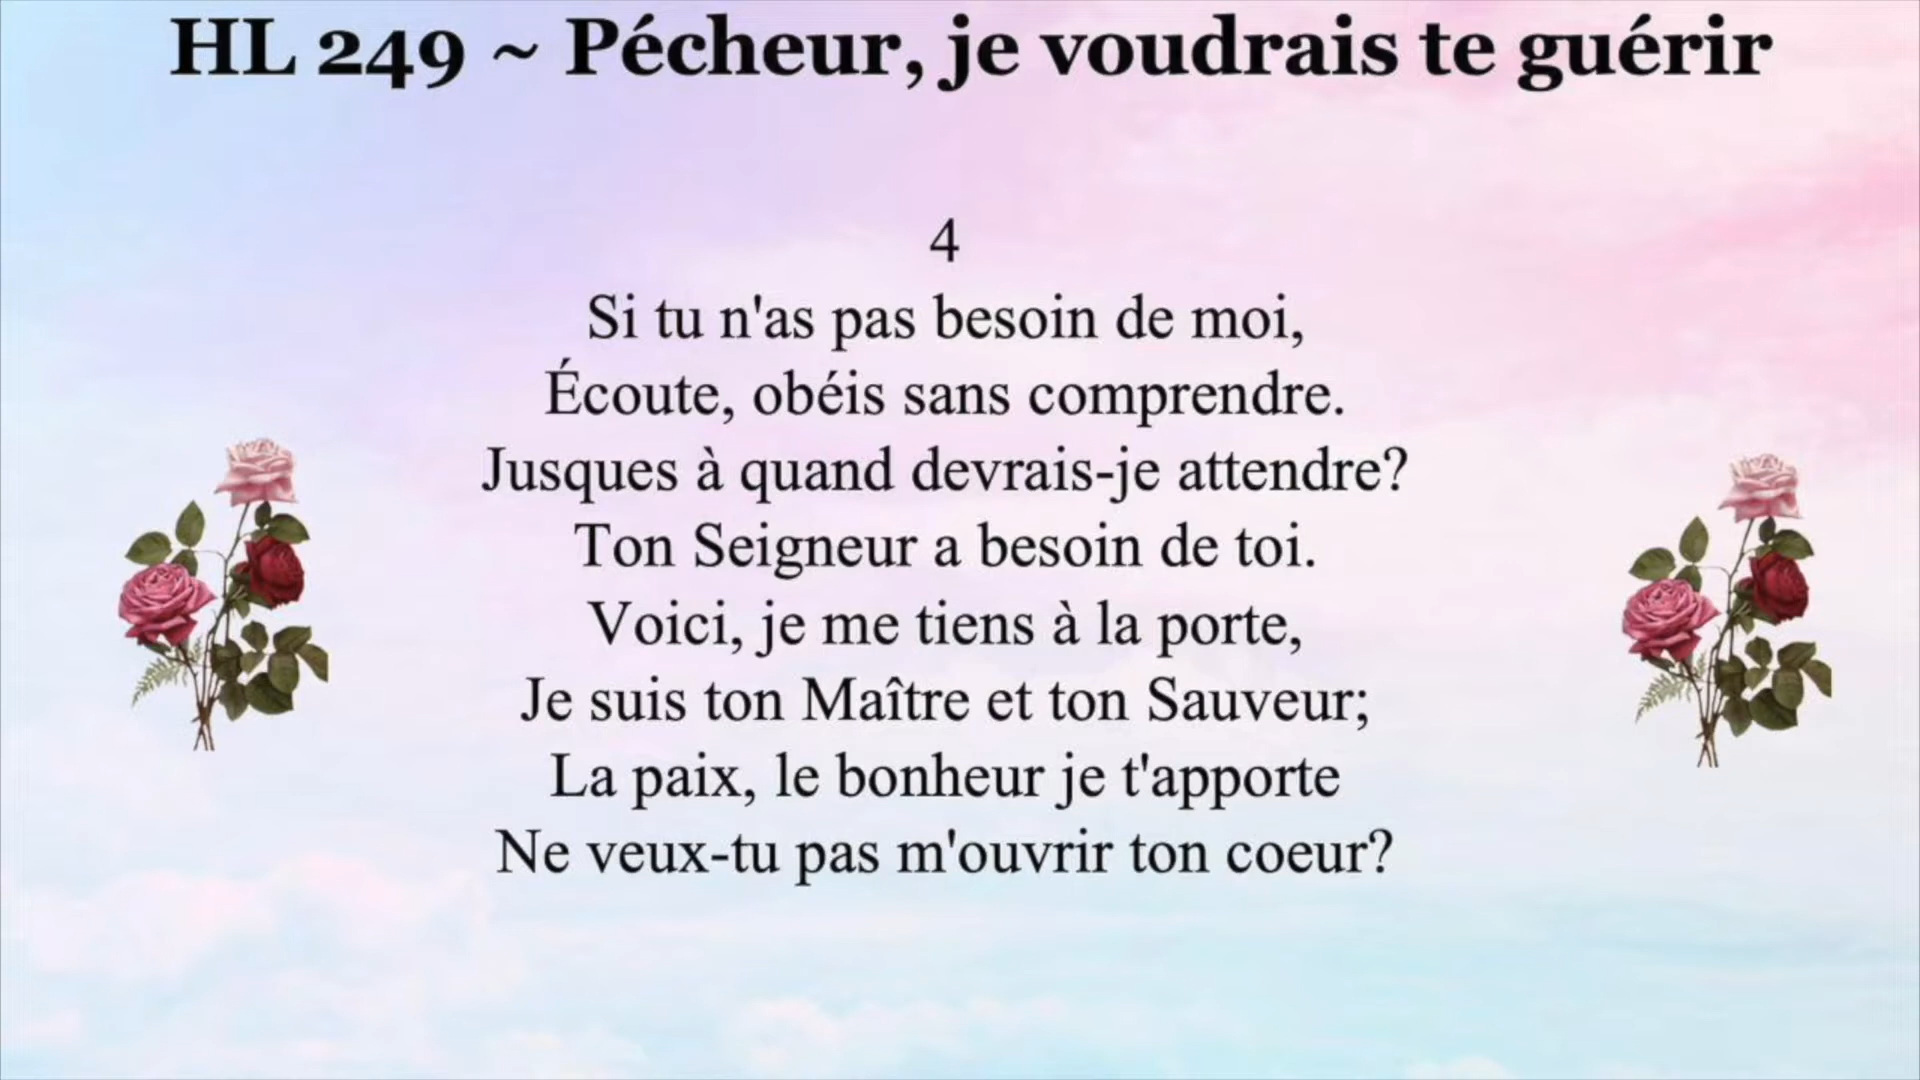 HL 249 ~ Pécheur, je voudrais te guérir
4
Si tu n'as pas besoin de moi,
Écoute, obéis sans comprendre.
Jusques à quand devrais-je attendre?
Ton Seigneur a besoin de toi.
Voici, je me tiens à la porte,
Je suis ton Maître et ton Sauveur;
La paix, le bonheur je t'apporte
Ne veux-tu pas m'ouvrir ton coeur?